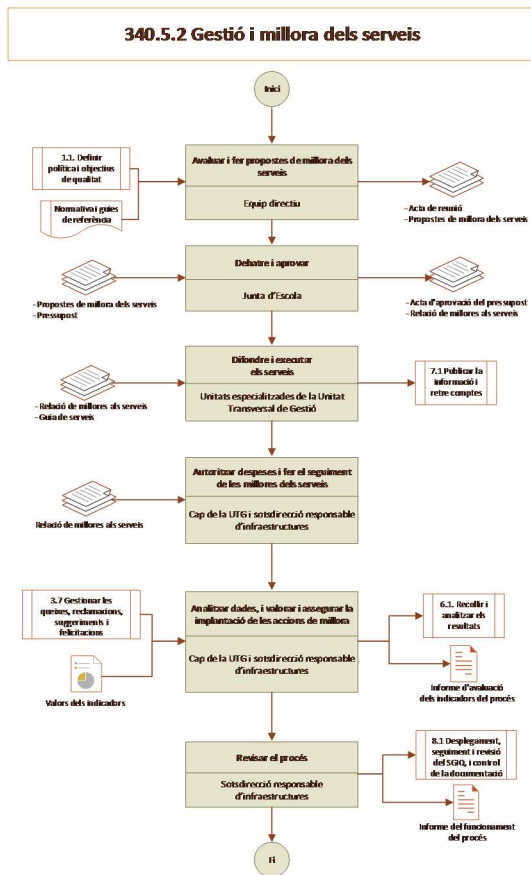 340.5.2 Gestió i millora dels serveis
Inici
1.1. Definir
política i objectius
de qualitat
Normativa i guies
de referència
Avaluar i fer propostes de millora dels
serveis
Equip directiu
- Acta de reunió
- Propostes de millora dels serveis
Debatre i aprovar
Junta d'Escola
- Propostes de millora dels serveis
- Pressupost
- Acta d'aprovació del pressupost
- Relació de millores als serveis
Difondre i executar
els serveis
Unitats especialitzades de la Unitat
Transversal de Gestió
- Relació de millores als serveis
- Guia de serveis
7.1 Publicar la
informació i
retre comptes
Autoritzar despeses i fer el seguiment
de les millores dels serveis
Cap de la UTG i sotsdirecció responsable
d'infraestructures
Relació de millores als serveis
3.7 Gestionar les
queixes, reclamacions,
suggeriments i
felicitacions
Valors dels indicadors
Analitzar dades, i valorar i assegurar la
implantació de les accions de millora
Cap de la UTG i sotsdirecció responsable
d'infraestructures
6.1. Recollir i
analitzar els
resultats
Informe d'avaluació
dels indicadors del procés
Revisar el procés
Sotsdirecció responsable
d'infraestructures
8.1 Desplegament,
seguiment i revisió
del SGIQ, i control
de la documentació
Informe del funcionament
del procés
Fi